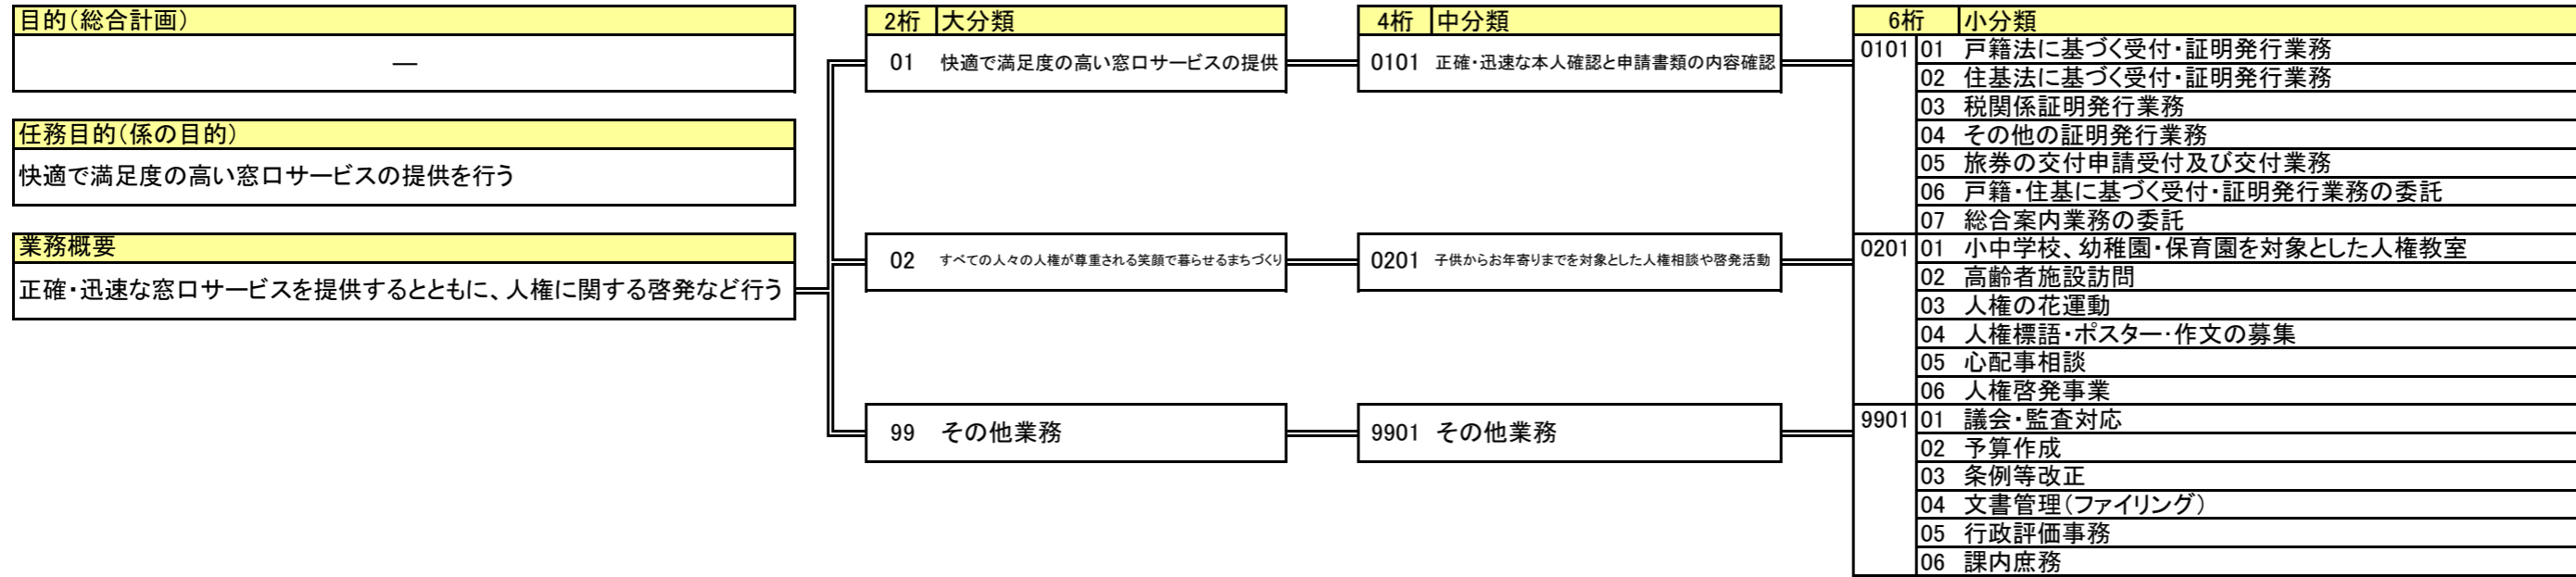 目的(総合計画)
―
任務目的(係の目的)
快適で満足度の高い窓口サービスの提供を行う
業務概要
正確・迅速な窓口サービスを提供するとともに、人権に関する啓発など行う
2桁 大分類
01 快適で満足度の高い窓口サービスの提供
02 すべての人々の人権が尊重される笑顔で暮らせるまちづくり
99 その他業務
4桁 中分類
0101 正確・迅速な本人確認と申請書類の内容確認
0201 子供からお年寄りまでを対象とした人権相談や啓発活動
9901 その他業務
6桁 小分類
0101 01 戸籍法に基づく受付・証明発行業務
02 住基法に基づく受付・証明発行業務
03 税関係証明発行業務
04 その他の証明発行業務
05 旅券の交付申請受付及び交付業務
06 戸籍・住基に基づく受付・証明発行業務の委託
07 総合案内業務の委託
0201 01 小中学校、幼稚園・保育園を対象とした人権教室
02 高齢者施設訪問
03 人権の花運動
04 人権標語・ポスター・作文の募集
05 心配事相談
06 人権啓発事業
9901 01 議会・監査対応
02 予算作成
03 条例等改正
04 文書管理(ファイリング)
05 行政評価事務
06 課内庶務